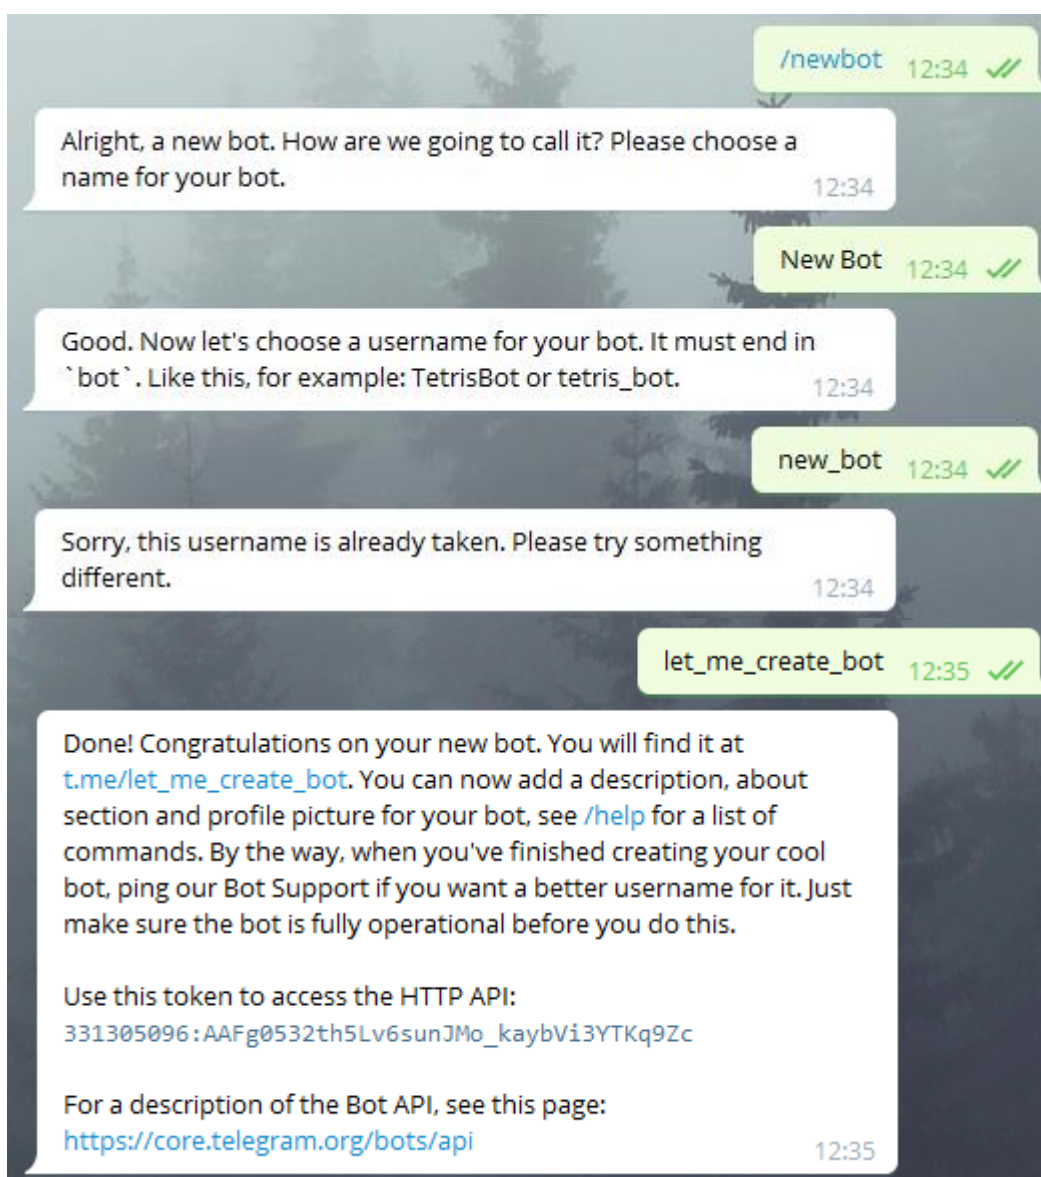 /newbot 12:34
Alright, a new bot. How are we going to call it? Please choose a
name for your bot.
12:34
New Bot 12:34
Good. Now let's choose a username for your bot. It must end in
`bot`. Like this, for example: TetrisBot or tetris_bot.
12:34
new_bot 12:34
Sorry, this username is already taken. Please try something
different.
12:34
let_me_create_bot 12:35
Done! Congratulations on your new bot. You will find it at
t.me/let_me_create_bot. You can now add a description, about
section and profile picture for your bot, see /help for a list of
commands. By the way, when you've finished creating your cool
bot, ping our Bot Support if you want a better username for it. Just
make sure the bot is fully operational before you do this.
Use this token to access the HTTP API:
331305096:AAFg0532th5Lv6sunJMo_kaybVi3YTKq9Zc
For a description of the Bot API, see this page:
https://core.telegram.org/bots/api
12:35